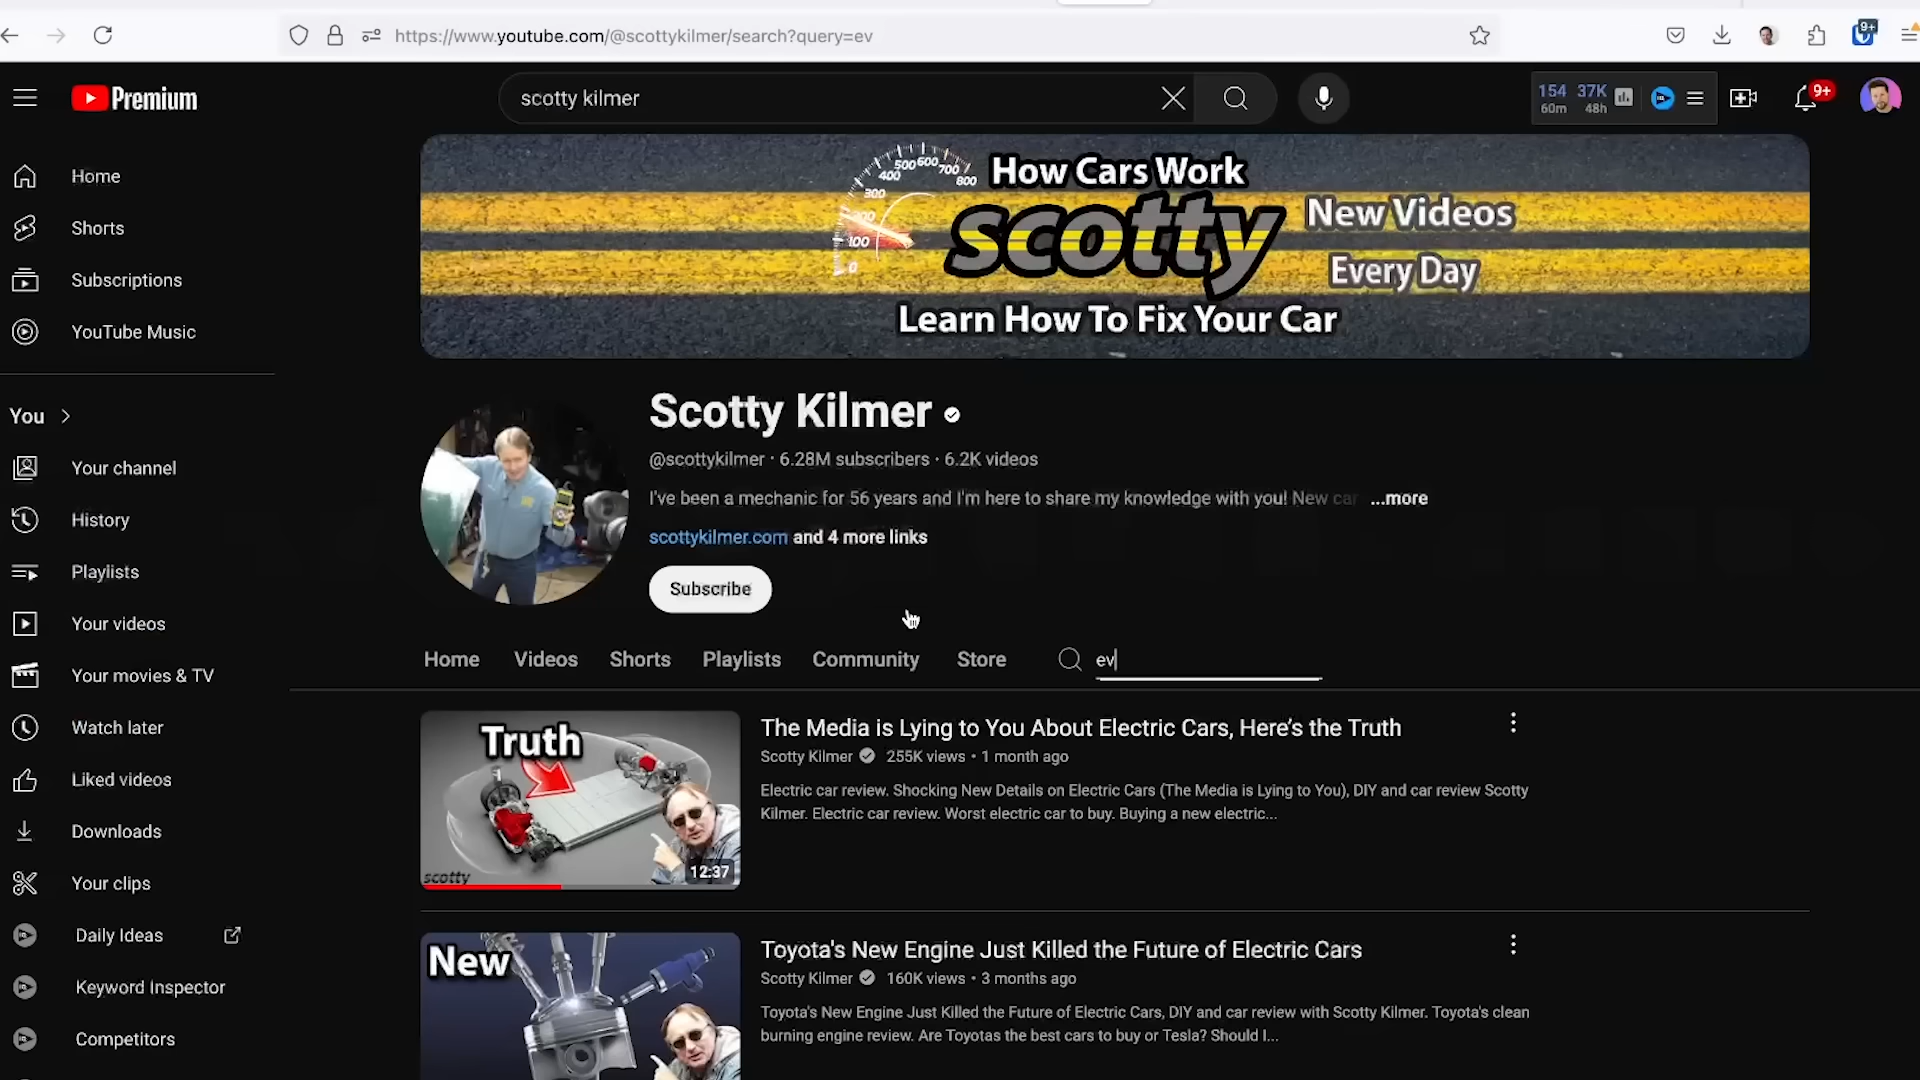 https://www.youtube.com/@scottykilmer/search?query=ev
9+
Premium
scotty kilmer
154 37K
60m 48h
9+
Home
Shorts
Subscriptions
YouTube Music
You
Your channel
History
Playlists
Your videos
Your movies & TV
Watch later
Liked videos
Downloads
Your clips
Daily Ideas
Keyword Inspector
Competitors
0
100
200
300
400
500
600
700
800
How Cars Work
scotty
New Videos
Every Day
Learn How To Fix Your Car
Scotty Kilmer
@scottykilmer · 6.28M subscribers · 6.2K videos
I've been a mechanic for 56 years and I'm here to share my knowledge with you! New car ...more
scottykilmer.com and 4 more links
Subscribe
Home Videos Shorts Playlists Community Store ev
Truth
scotty
12:37
The Media is Lying to You About Electric Cars, Here's the Truth
Scotty Kilmer 255K views • 1 month ago
Electric car review. Shocking New Details on Electric Cars (The Media is Lying to You), DIY and car review Scotty
Kilmer. Electric car review. Worst electric car to buy. Buying a new electric...
New
Toyota's New Engine Just Killed the Future of Electric Cars
Scotty Kilmer 160K views • 3 months ago
Toyota's New Engine Just Killed the Future of Electric Cars, DIY and car review with Scotty Kilmer. Toyota's clean
burning engine review. Are Toyotas the best cars to buy or Tesla? Should I...